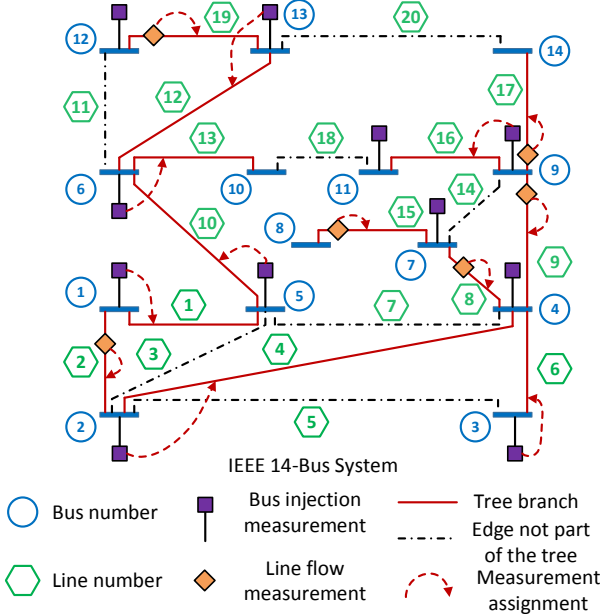 19
13
20
12
14
11
12
17
13
18
16
6
10
11
9
14
10
8
15
7
1
5
9
1
7
8
4
2
3
4
6
2
5
3
IEEE 14-Bus System
Bus number
Bus injection
measurement
Tree branch
Edge not part
of the tree
Line number
Line flow
measurement
Measurement
assignment